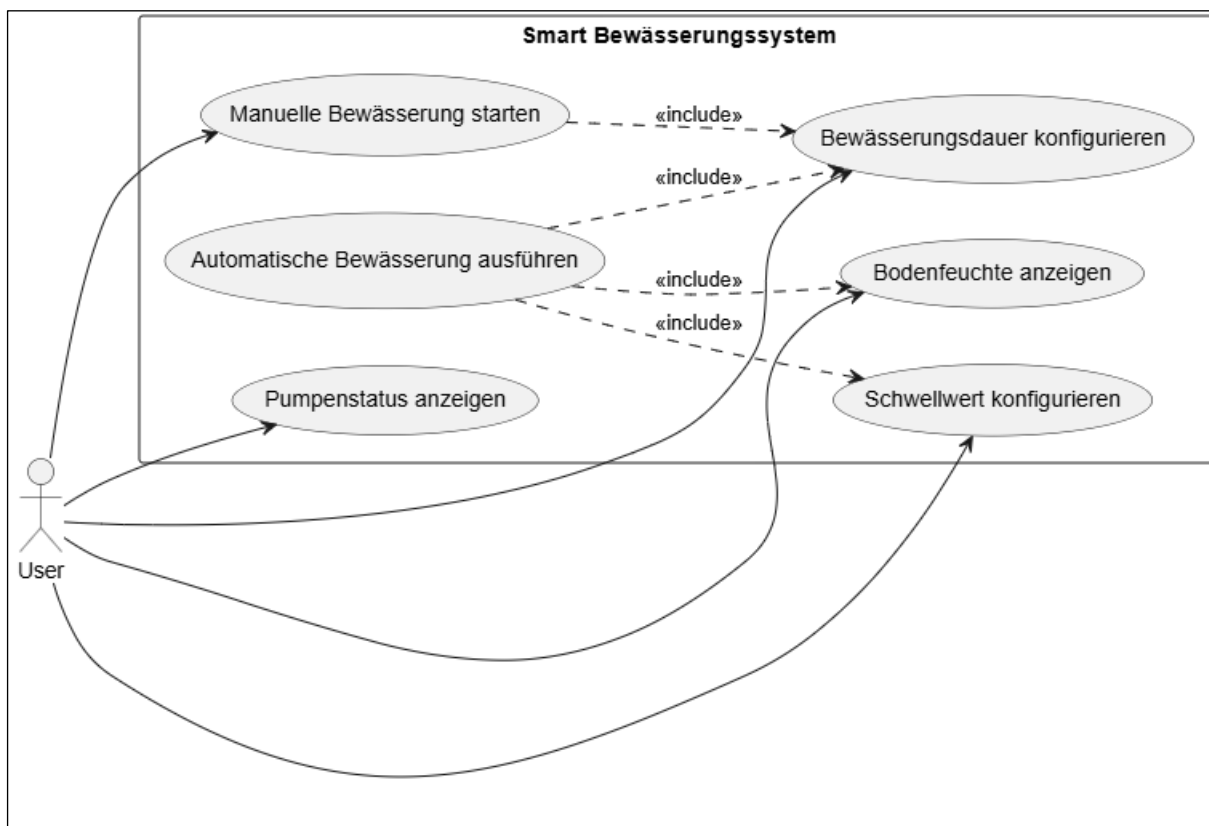 Smart Bewässerungssystem
Manuelle Bewässerung starten
«include»
Bewässerungsdauer konfigurieren
«include»
Automatische Bewässerung ausführen
«include»
Bodenfeuchte anzeigen
«include»
Pumpenstatus anzeigen
Schwellwert konfigurieren
User